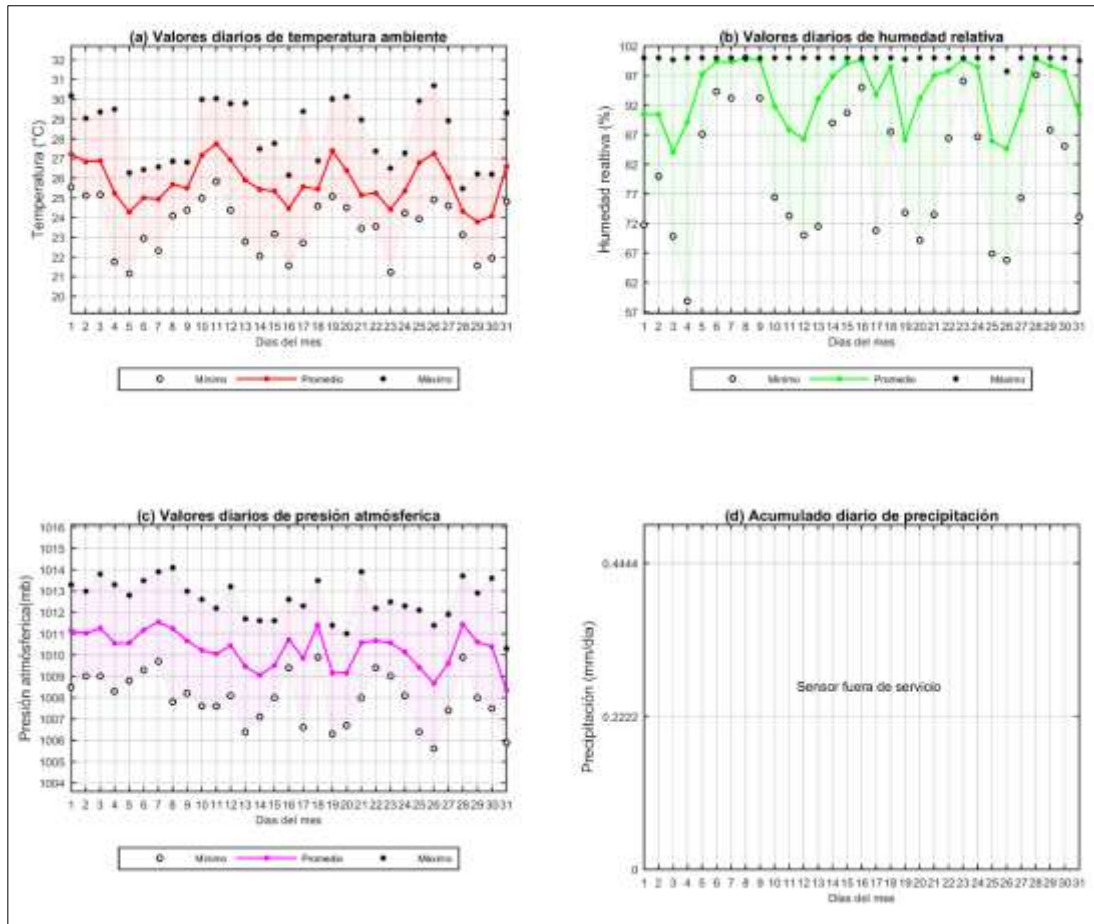 (a) Valores diarios de temperatura ambiente
32
31
30
29
28
27
26
25
24
23
22
21
20
Temperatura (°C)
1 2 3 4 5 6 7 8 9 10 11 12 13 14 15 16 17 18 19 20 21 22 23 24 25 26 27 28 29 30 31
Dias del mes
Mínimo Promedio Máximo
(b) Valores diarios de humedad relativa
102
97
92
87
82
77
72
67
62
57
Humedad realtiva (%)
1 2 3 4 5 6 7 8 9 10 11 12 13 14 15 16 17 18 19 20 21 22 23 24 25 26 27 28 29 30 31
Dias del mes
Mínimo Promedio Máximo
(c) Valores diarios de presión atmósferica
1016
1015
1014
1013
1012
1011
1010
1009
1008
1007
1006
1005
1004
Presión atmósferica(mb)
1 2 3 4 5 6 7 8 9 10 11 12 13 14 15 16 17 18 19 20 21 22 23 24 25 26 27 28 29 30 31
Dias del mes
Mínimo Promedio Máximo
(d) Acumulado diario de precipitación
0.4444
0.2222
0
Precipitación (mm/día)
Sensor fuera de servicio
1 2 3 4 5 6 7 8 9 10 11 12 13 14 15 16 17 18 19 20 21 22 23 24 25 26 27 28 29 30 31
Dias del mes